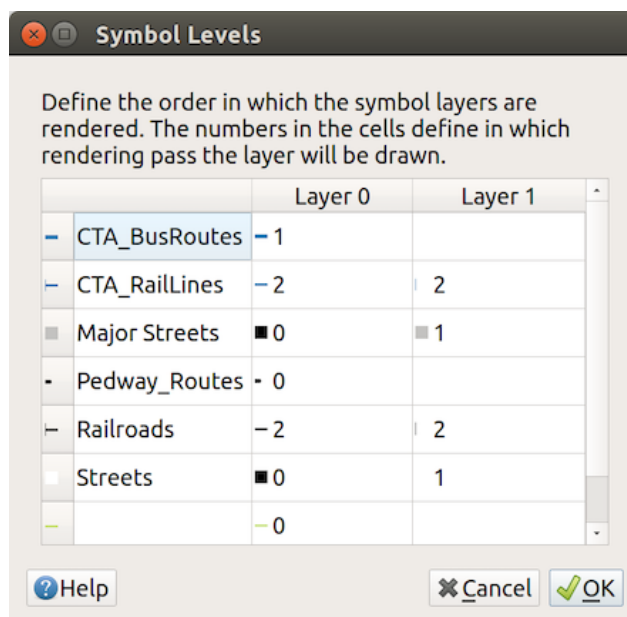 Symbol Levels
Define the order in which the symbol layers are
rendered. The numbers in the cells define in which
rendering pass the layer will be drawn.
Layer 0 Layer 1
CTA_BusRoutes 1
CTA_RailLines 2 2
Major Streets 0 1
Pedway_Routes 0
Railroads 2 2
Streets 0 1
0
Help Cancel OK